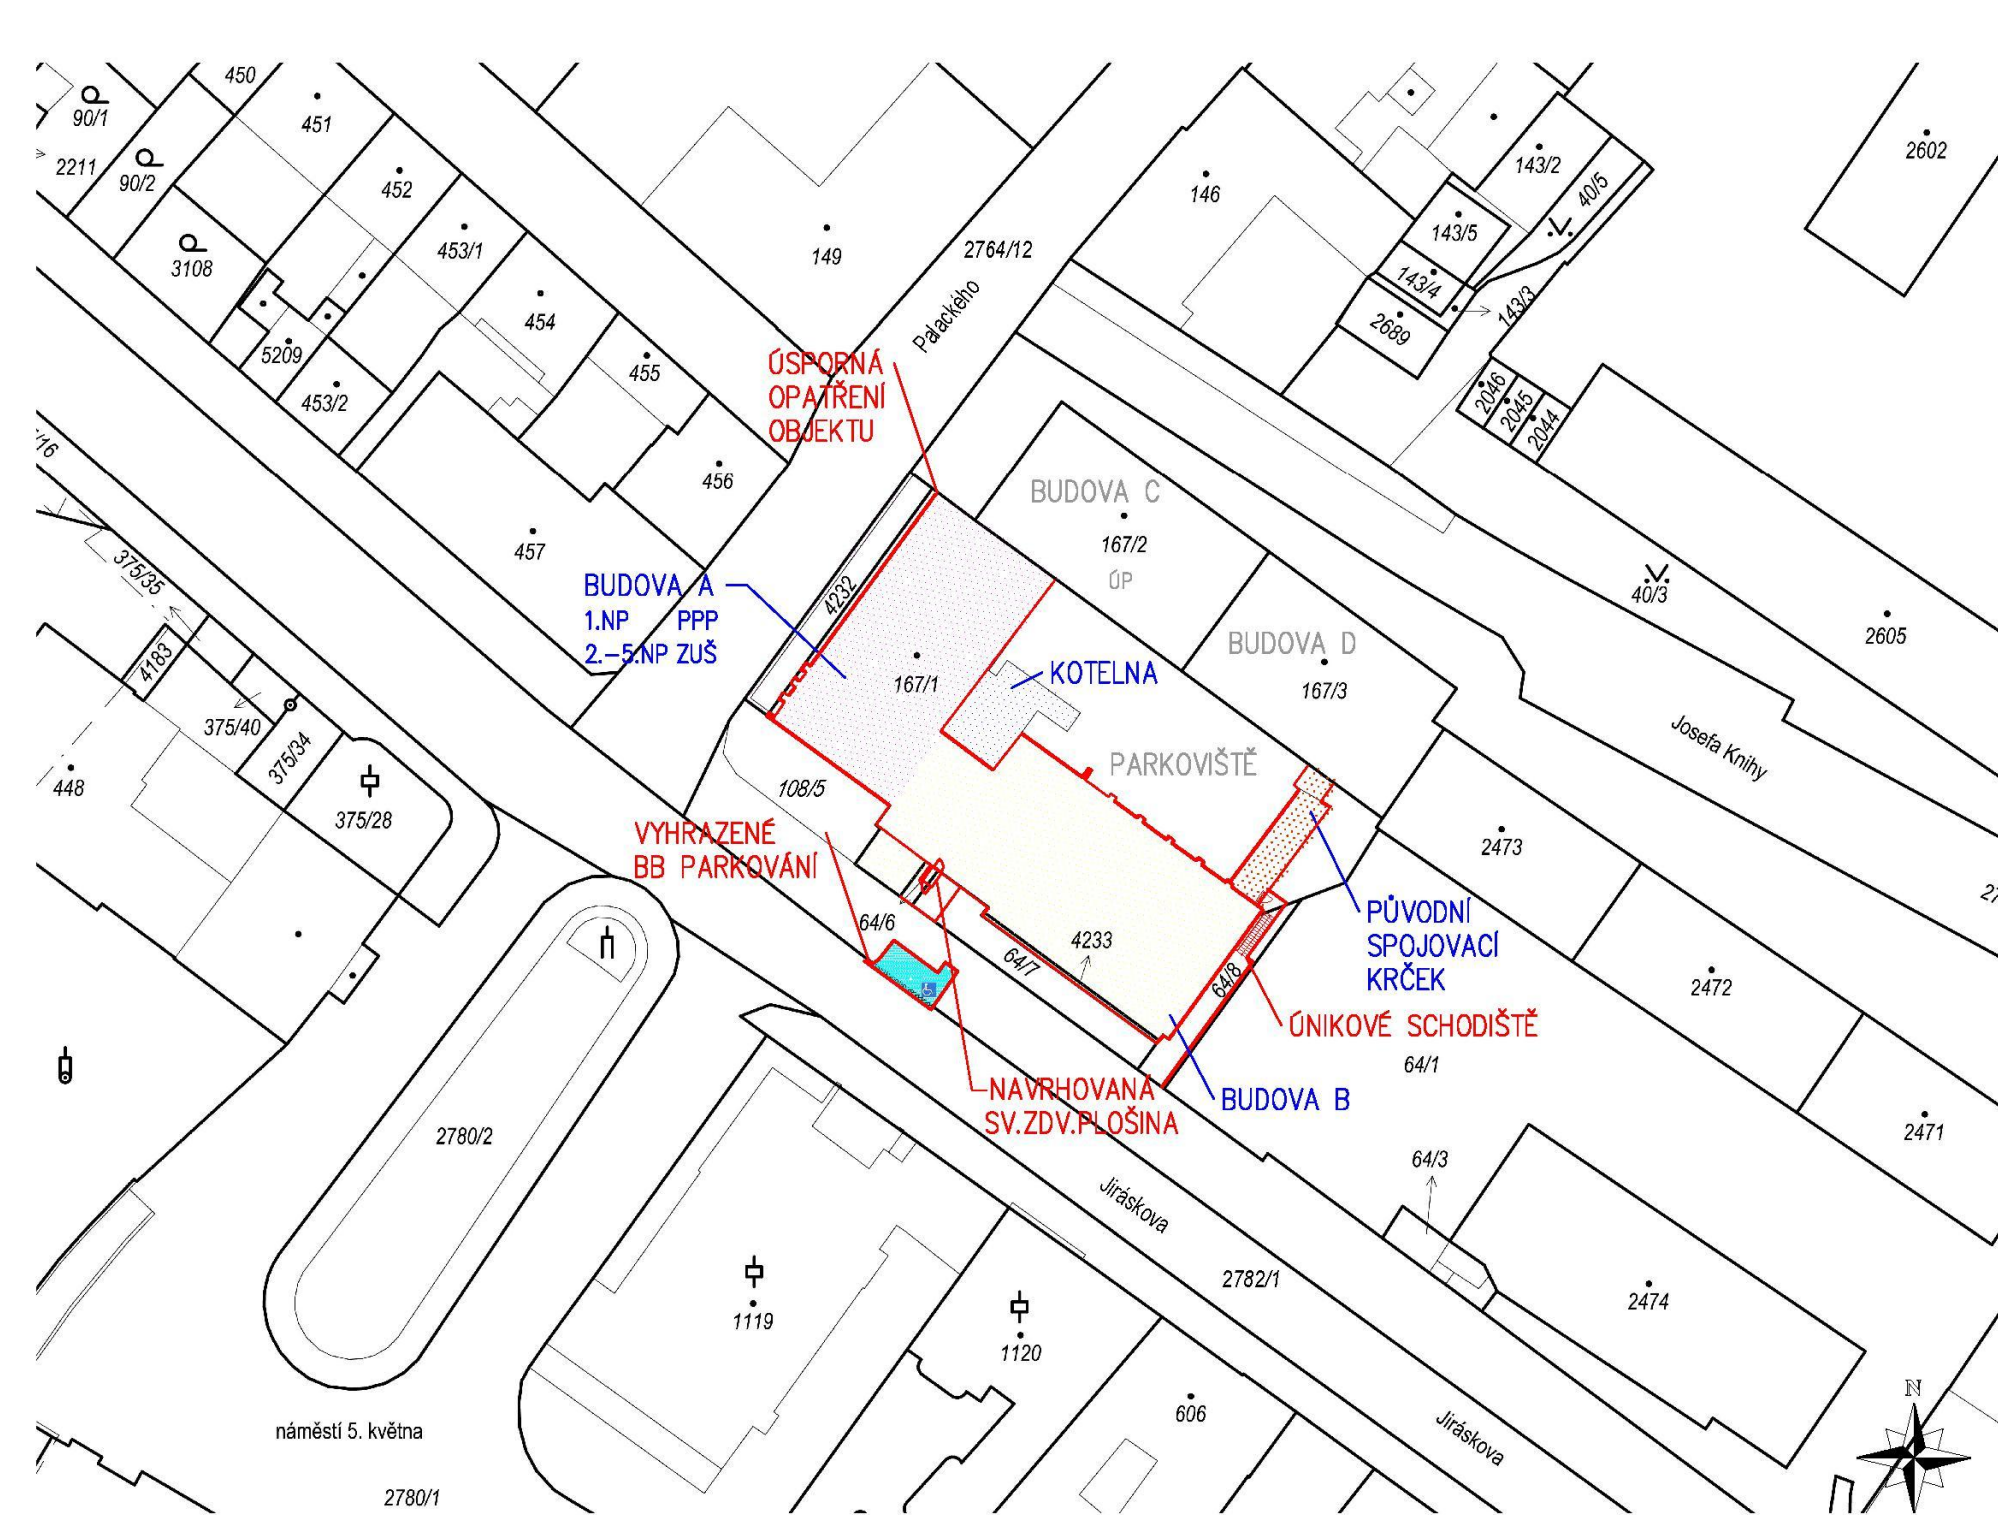 450
451
90/1
2211
90/2
452
3108
453/1
454
5209
453/2
455
456
457
149
2764/12
Palackého
146
143/2
40/5
143/5
143/4
143/3
2689
2046
2045
2044
2602
2605
40/3
ÚSPORNÁ
OPATŘENÍ
OBJEKTU
BUDOVA C
167/2
ÚP
BUDOVA D
167/3
BUDOVA A
1.NP PPP
2.-5.NP ZUŠ
4232
167/1
KOTELNA
PARKOVIŠTĚ
Josefa Knihy
/16
375/35
4183
375/40
375/34
375/28
448
108/5
VYHRAZENÉ
BB PARKOVÁNÍ
64/6
64/7
4233
64/8
PŮVODNÍ
SPOJOVACÍ
KRČEK
ÚNIKOVÉ SCHODIŠTĚ
64/1
NAVRHOVANÁ
SV.ZDV.PLOŠINA
BUDOVA B
2473
2472
2471
64/3
2474
2780/2
Jiráskova
2782/1
1119
1120
606
Jiráskova
náměstí 5. května
2780/1
N